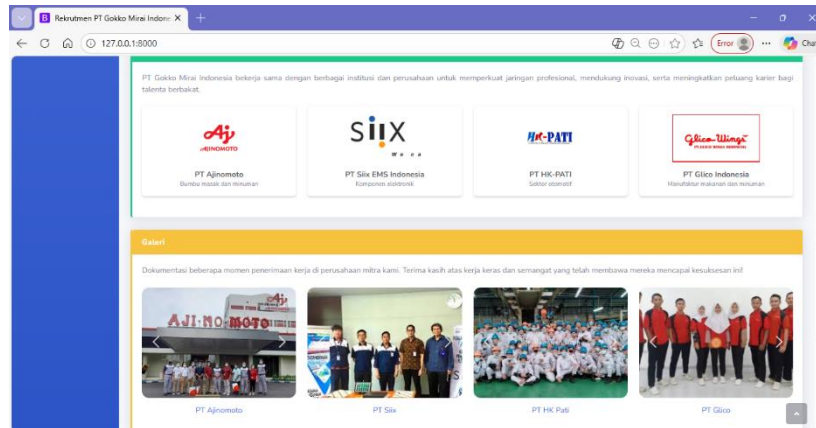 Rekrutmen PT Gokko Mirai Indone
127.0.0.1:8000
Error
Cha
PT Gokko Mirai Indonesia bekerja sama dengan berbagai institusi dan perusahaan untuk memperkuat jaringan profesional, mendukung inovasi, serta meningkatkan peluang karier bagi
talenta berbakat.
Aj
AJINOMOTO
siix
HK-PATI
Glico-Wings
PT Ajinomoto
PT Siix EMS Indonesia
PT HK-PATI
PT Glico Indonesia
Bumbu masak dan minuman
Komponen elektronik
Sektor otomotif
Manufaktur makanan dan minuman
Galeri
Dokumentasi beberapa momen penerimaan kerja di perusahaan mitra kami. Terima kasih atas kerja keras dan semangat yang telah membawa mereka mencapai kesuksesan ini!
AJI-NO-MOTO
PT Ajinomoto
PT Siix
PT HK Pati
PT Glico